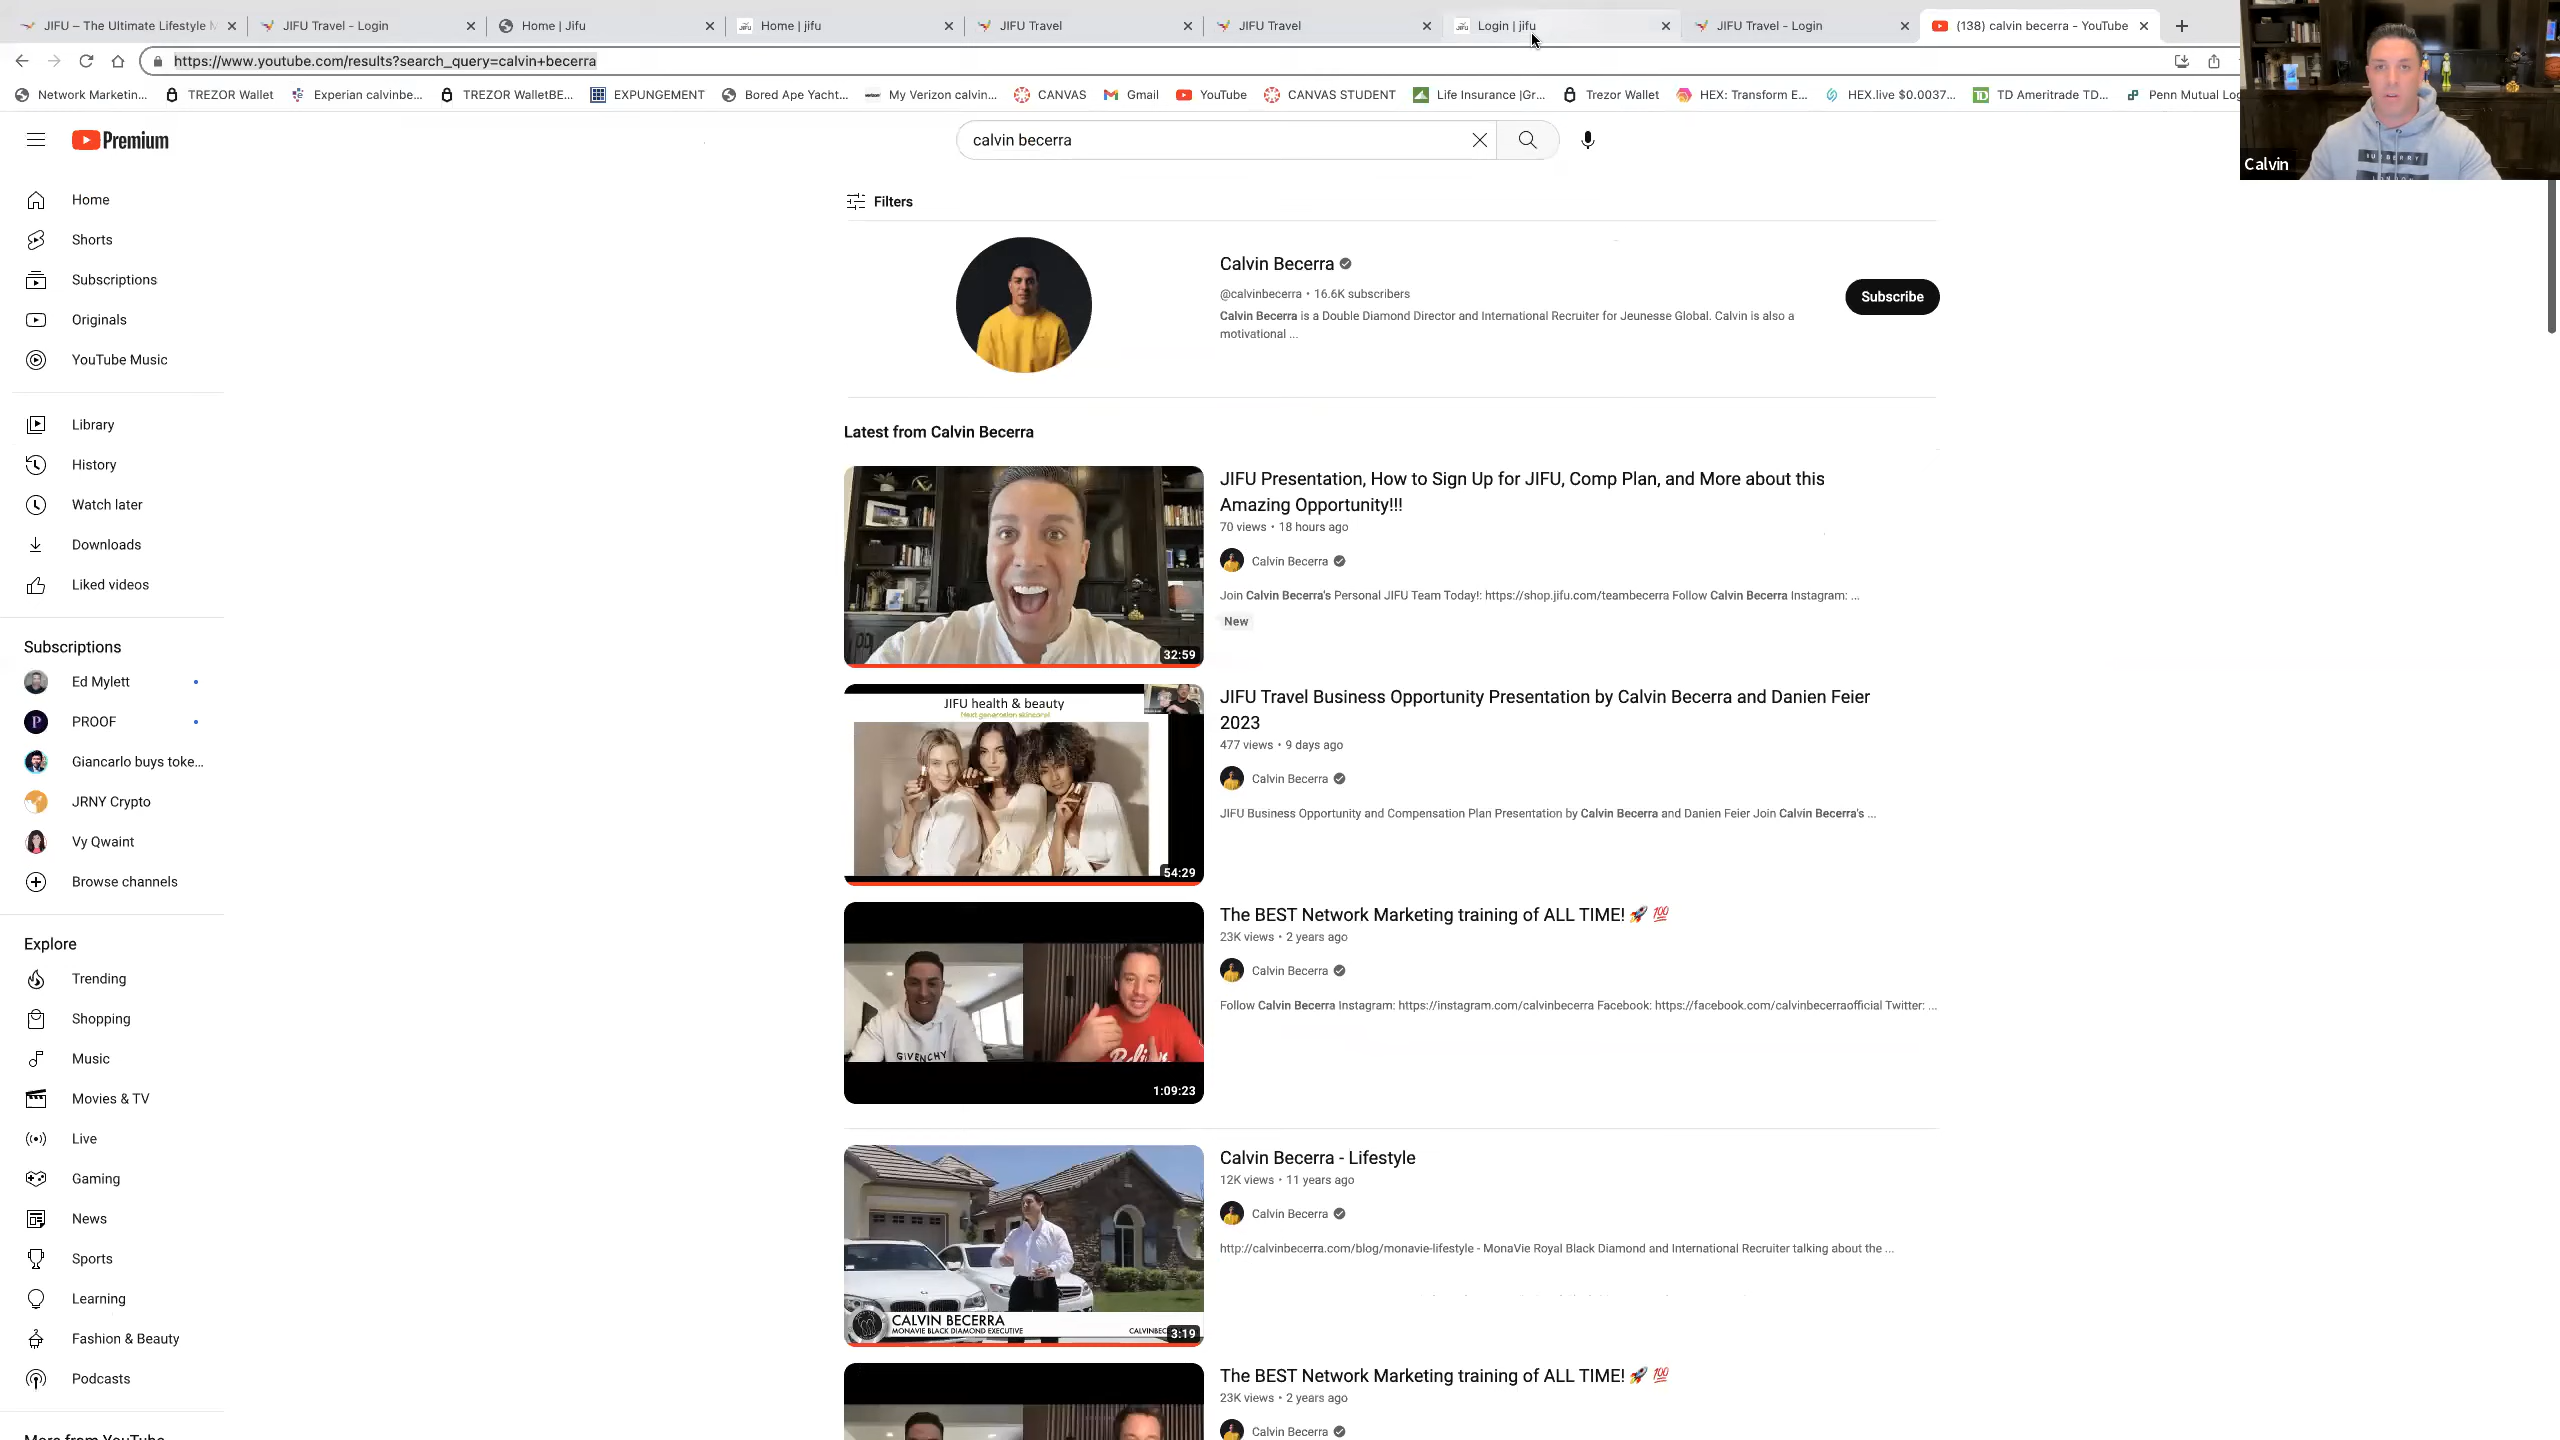 JIFU – The Ultimate Lifestyle
JIFU Travel - Login
Home | Jifu
Home | jifu
JIFU Travel
JIFU Travel
Login | jifu
JIFU Travel - Login
(138) calvin becerra - YouTube
https://www.youtube.com/results?search_query=calvin+becerra
Network Marketin...
TREZOR Wallet
Experian calvinbe...
TREZOR WalletBE...
EXPUNGEMENT
Bored Ape Yacht...
My Verizon calvin...
CANVAS
Gmail
YouTube
CANVAS STUDENT
Life Insurance |Gr...
Trezor Wallet
HEX: Transform E...
HEX.live $0.0037...
TD Ameritrade TD...
Penn Mutual Log
Calvin
Premium
calvin becerra
Home
Shorts
Subscriptions
Originals
YouTube Music
Library
History
Watch later
Downloads
Liked videos
Subscriptions
Ed Mylett
PROOF
Giancarlo buys toke...
JRNY Crypto
Vy Qwaint
Browse channels
Explore
Trending
Shopping
Music
Movies & TV
Live
Gaming
News
Sports
Learning
Fashion & Beauty
Podcasts
More from YouTube
Filters
Calvin Becerra
@calvinbecerra • 16.6K subscribers
Calvin Becerra is a Double Diamond Director and International Recruiter for Jeunesse Global. Calvin is also a
motivational ...
Subscribe
Latest from Calvin Becerra
32:59
JIFU Presentation, How to Sign Up for JIFU, Comp Plan, and More about this
Amazing Opportunity!!!
70 views • 18 hours ago
Calvin Becerra
Join Calvin Becerra's Personal JIFU Team Today!: https://shop.jifu.com/teambecerra Follow Calvin Becerra Instagram: ...
New
JIFU health & beauty
Next generation skincare!
54:29
JIFU Travel Business Opportunity Presentation by Calvin Becerra and Danien Feier
2023
477 views • 9 days ago
Calvin Becerra
JIFU Business Opportunity and Compensation Plan Presentation by Calvin Becerra and Danien Feier Join Calvin Becerra's ...
GIVENCHY
1:09:23
The BEST Network Marketing training of ALL TIME! 🚀 💯
23K views • 2 years ago
Calvin Becerra
Follow Calvin Becerra Instagram: https://instagram.com/calvinbecerra Facebook: https://facebook.com/calvinbecerraofficial Twitter: ...
CALVIN BECERRA
MONAVIE BLACK DIAMOND EXECUTIVE
3:19
Calvin Becerra - Lifestyle
12K views • 11 years ago
Calvin Becerra
http://calvinbecerra.com/blog/monavie-lifestyle - MonaVie Royal Black Diamond and International Recruiter talking about the ...
The BEST Network Marketing training of ALL TIME! 🚀 💯
23K views • 2 years ago
Calvin Becerra